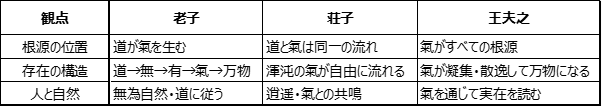 観点 老子 荘子 王夫之
根源の位置 道が氣を生む 道と氣は同一の流れ 氣がすべての根源
存在の構造 道→無→有→氣→万物 渾沌の氣が自由に流れる 氣が凝集・散逸して万物になる
人と自然 無為自然・道に従う 逍遥・氣との共鳴 氣を通じて実在を読む